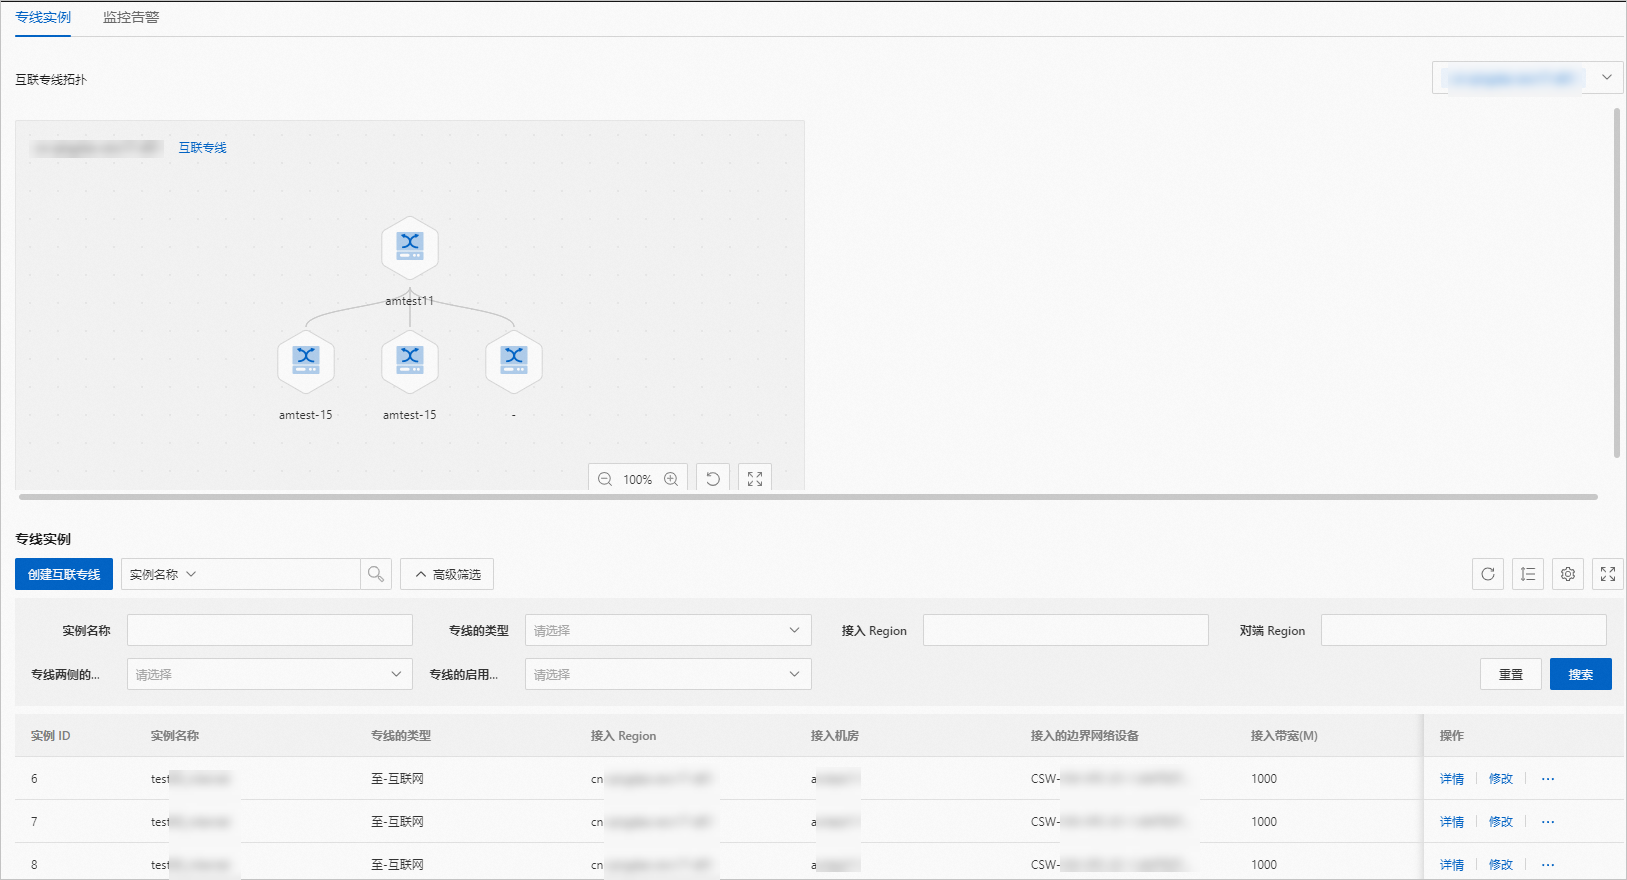 专线实例 监控告警
互联专线拓扑
互联专线
amtest11
amtest-15 amtest-15 -
100%
专线实例
创建互联专线 实例名称 高级筛选
实例名称 专线的类型 请选择 接入 Region 对端 Region
专线两侧的... 请选择 专线的启用... 请选择 重置 搜索
实例 ID 实例名称 专线的类型 接入 Region 接入机房 接入的边界网络设备 接入带宽(M) 操作
6 test 至-互联网 cn a CSW- 1000 详情 修改 ···
7 test 至-互联网 cn a CSW- 1000 详情 修改 ···
8 test 至-互联网 cn a CSW- 1000 详情 修改 ···